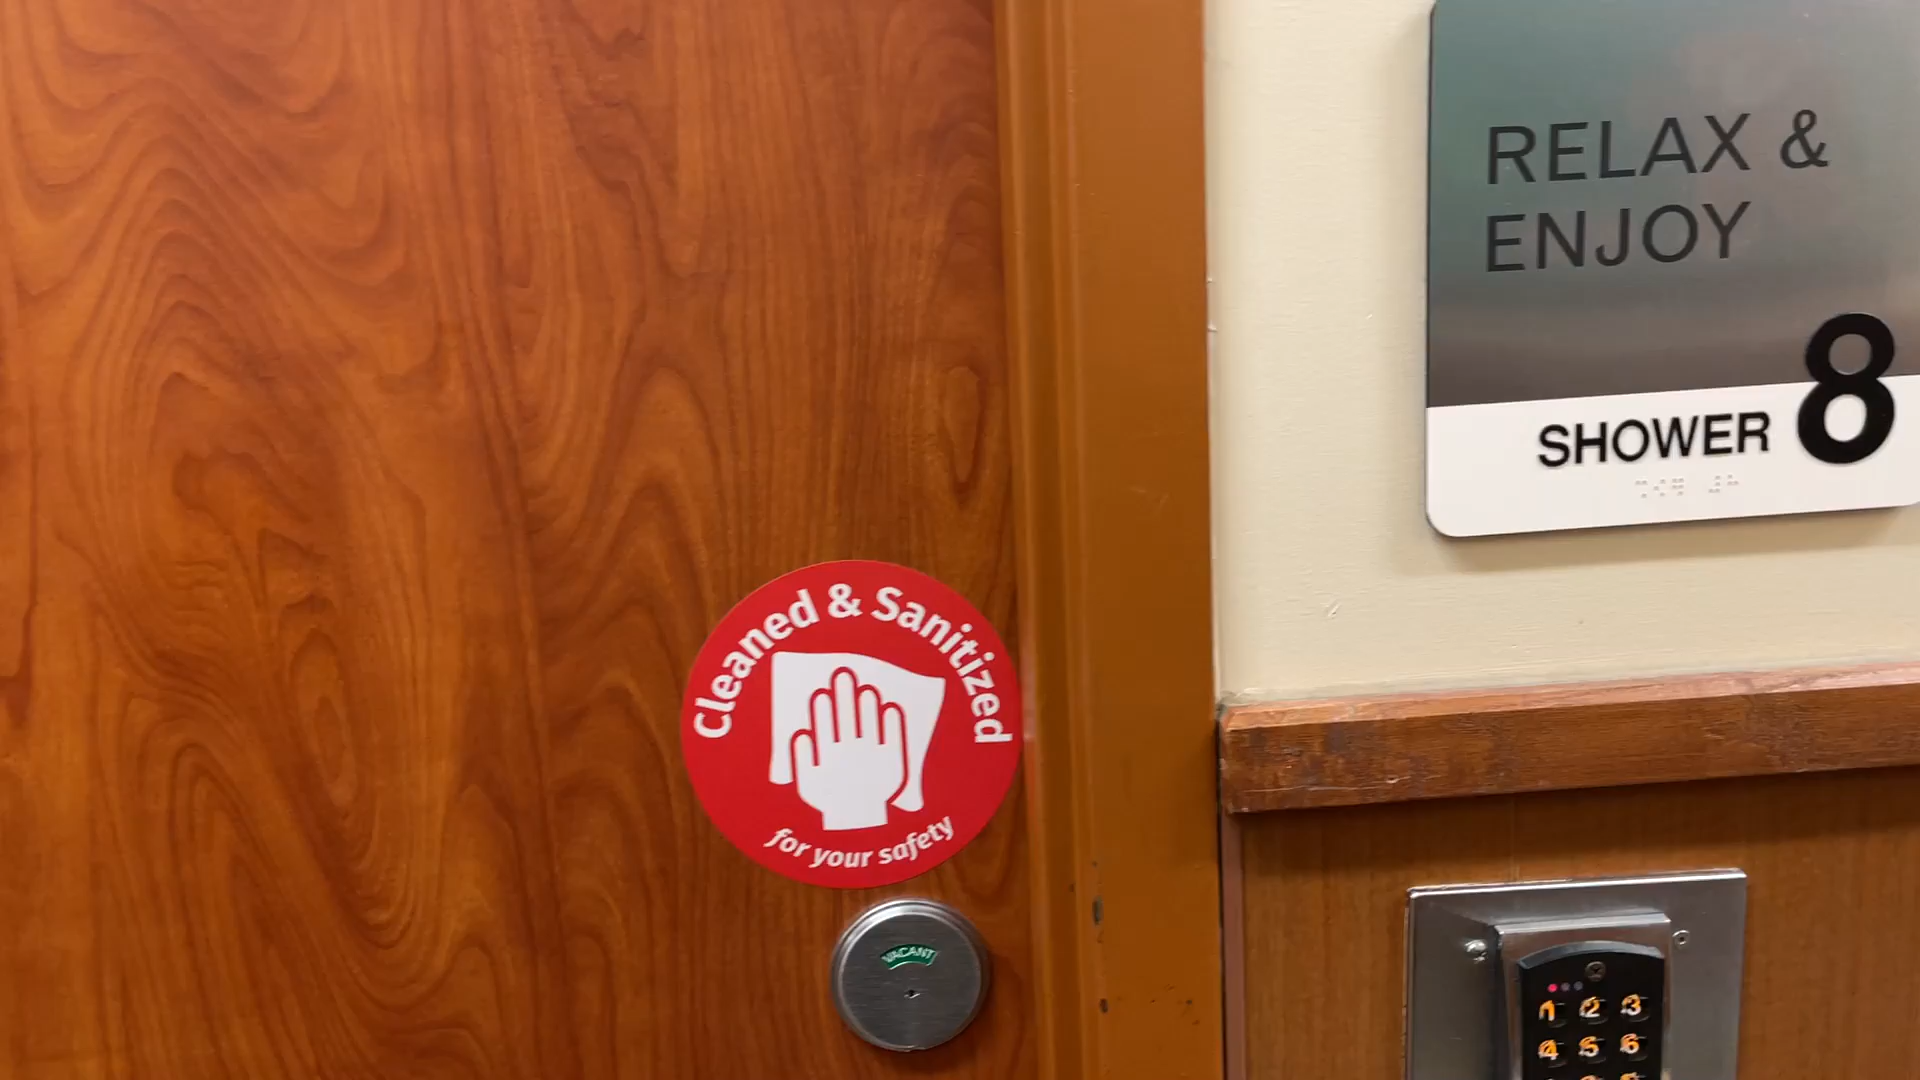 RELAX &
ENJOY
SHOWER 8
Cleaned & Sanitized
for your safety
VACANT
1 2 3
4 5 6